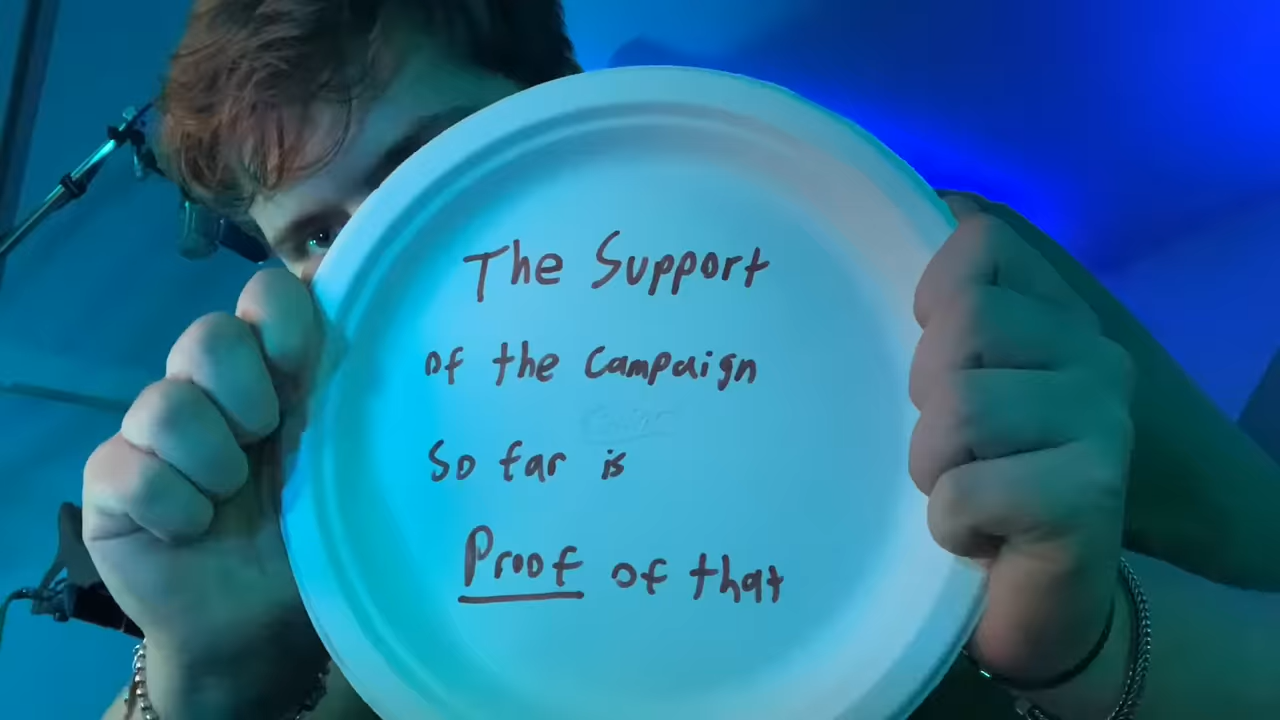 The Support
of the Campaign
So far is
Proof of that